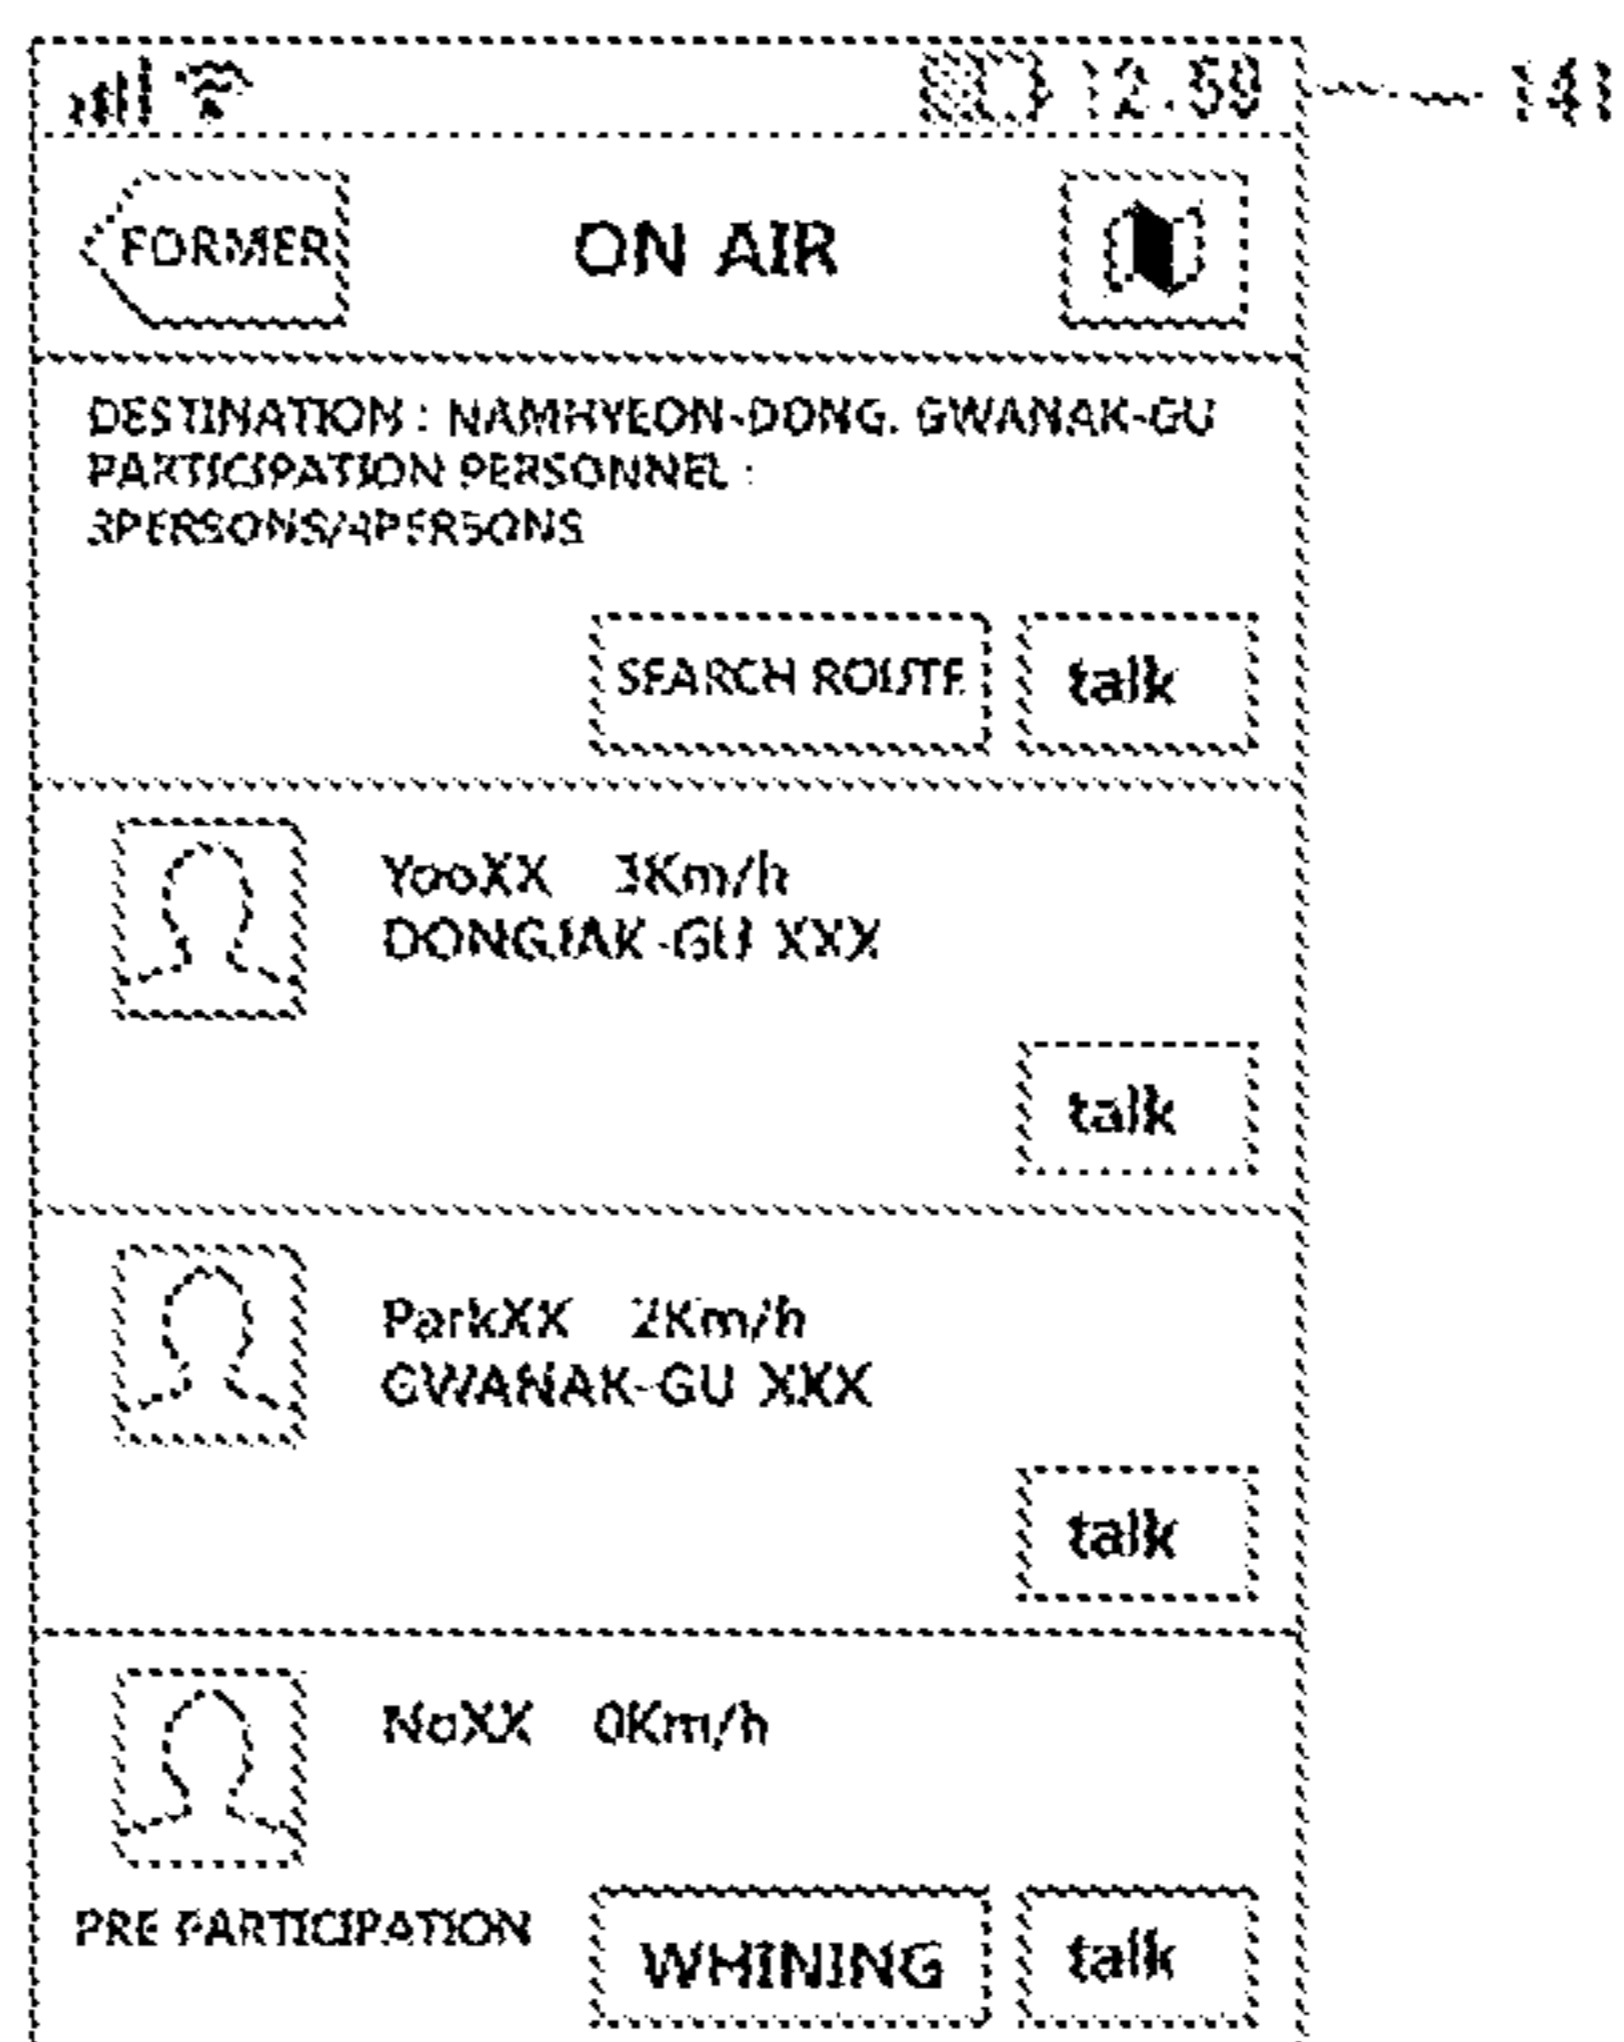 12:59
141
FORMER
ON AIR
DESTINATION : NAMHYEON-DONG, GWANAK-GU
PARTICIPATION PERSONNEL :
3PERSONS/4PERSONS
SEARCH ROUTE
talk
YooXX 3Km/h
DONGJAK-GU XXX
talk
ParkXX 2Km/h
GWANAK-GU XXX
talk
NoXX 0Km/h
PRE PARTICIPATION
WHINING
talk